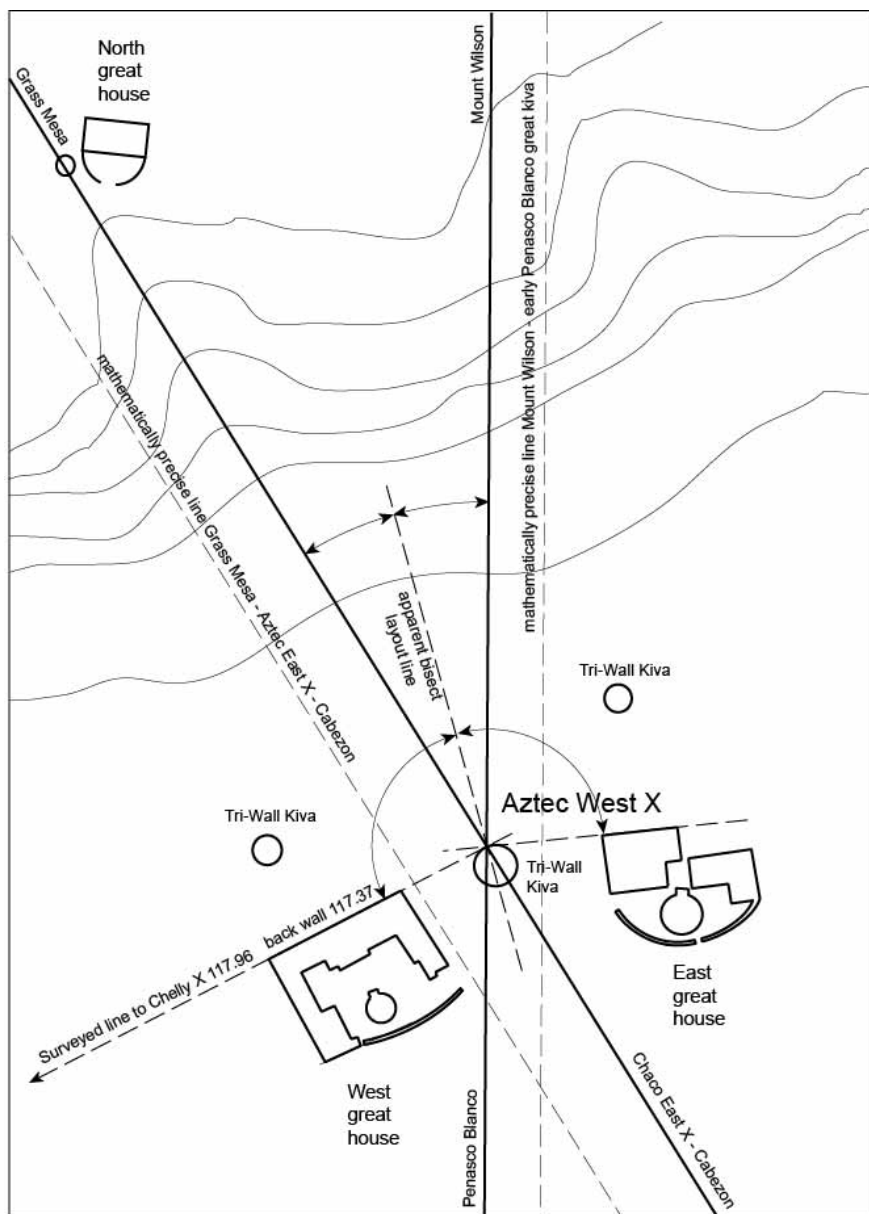 North
great
house
Grass Mesa
Mount Wilson
mathematically precise line Mount Wilson - early Penasco Blanco great kiva
mathematically precise line Grass Mesa - Aztec East X - Cabezon
apparent bisect
layout line
Tri-Wall Kiva
Aztec West X
Tri-Wall Kiva
Tri-Wall
Kiva
Surveyed line to Chelly X 117.96 back wall 117.37
East
great
house
West
great
house
Penasco Blanco
Chaco East X - Cabezon